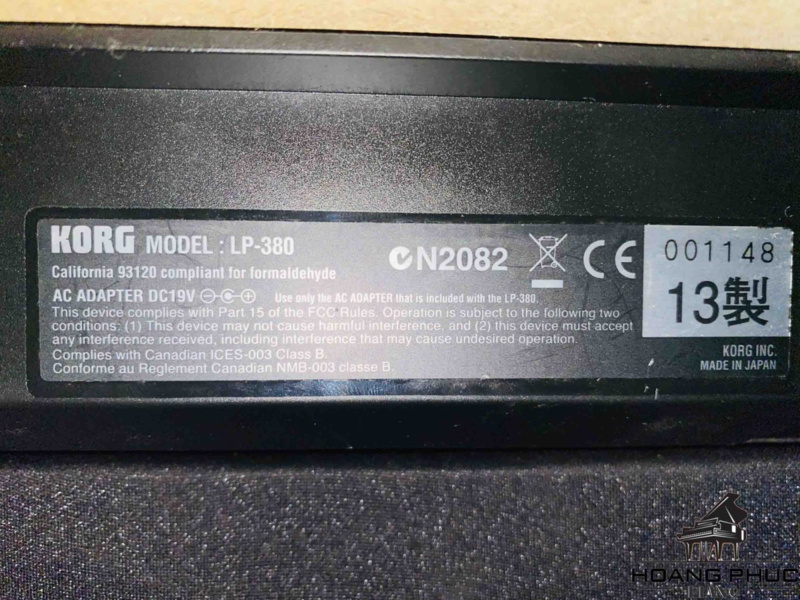 KORG MODEL : LP-380
California 93120 compliant for formaldehyde
AC ADAPTER DC19V Use only the AC ADAPTER that is included with the LP-380.
This device complies with Part 15 of the FCC Rules. Operation is subject to the following two
conditions: (1) This device may not cause harmful interference, and (2) this device must accept
any interference received, including interference that may cause undesired operation.
Complies with Canadian ICES-003 Class B.
Conforme au Reglement Canadian NMB-003 classe B.
N2082
CE
001148
13製
KORG INC.
MADE IN JAPAN
HOANG PHUC
PIANO